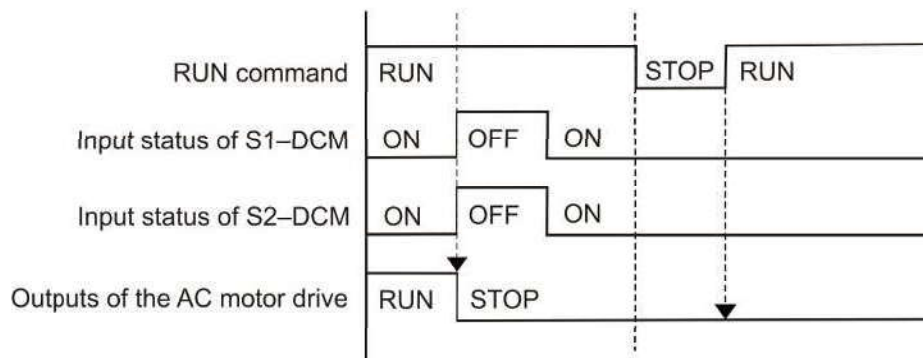 RUN command RUN STOP RUN
Input status of S1–DCM ON OFF ON
Input status of S2–DCM ON OFF ON
Outputs of the AC motor drive RUN STOP